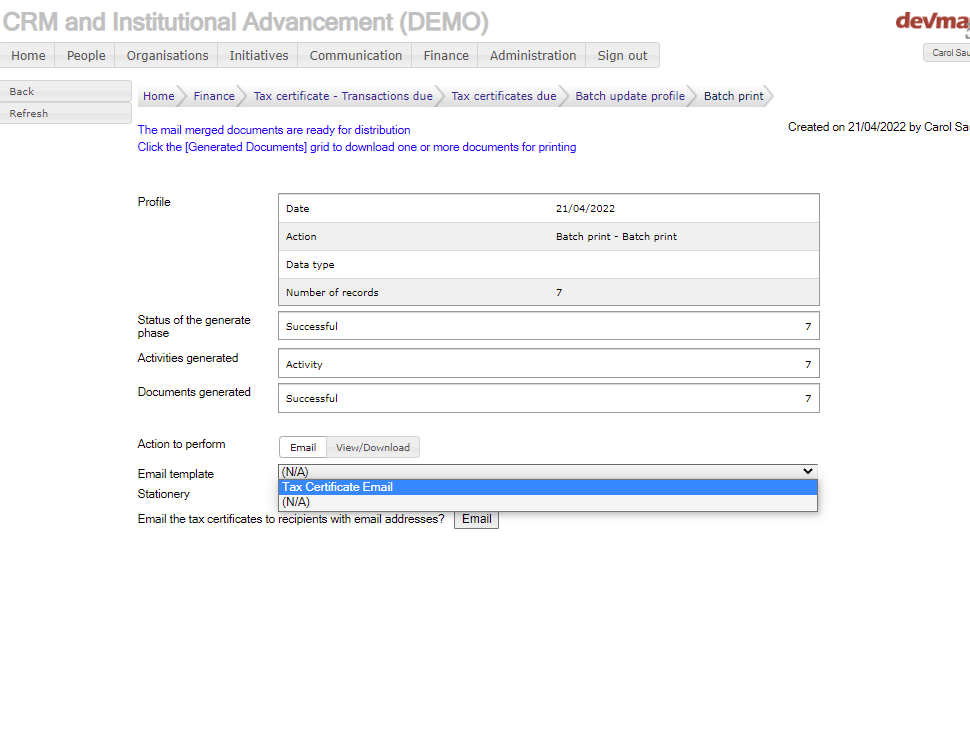 CRM and Institutional Advancement (DEMO)
devma
Home People Organisations Initiatives Communication Finance Administration Sign out
Carol Sau
Back
Refresh
Home Finance Tax certificate - Transactions due Tax certificates due Batch update profile Batch print
The mail merged documents are ready for distribution
Created on 21/04/2022 by Carol Sau
Click the [Generated Documents] grid to download one or more documents for printing
Profile
Date 21/04/2022
Action Batch print - Batch print
Data type
Number of records 7
Status of the generate
phase
Successful 7
Activities generated
Activity 7
Documents generated
Successful 7
Action to perform
Email View/Download
Email template
(N/A)
Tax Certificate Email
(N/A)
Stationery
Email the tax certificates to recipients with email addresses? Email